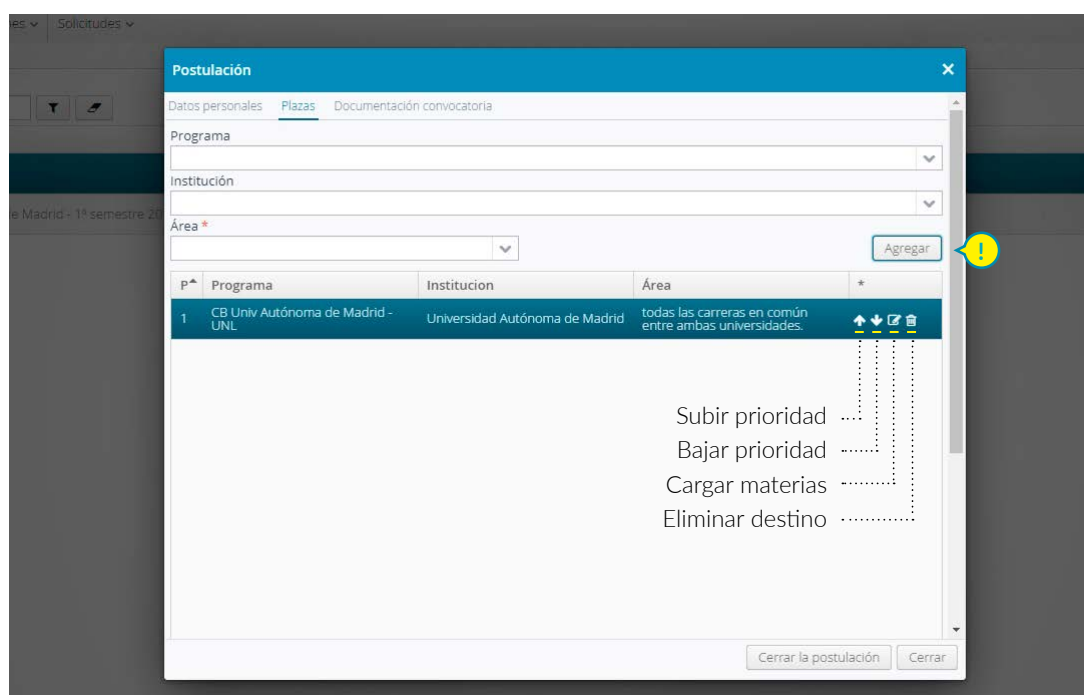 es Solicitudes
Postulación
Datos personales Plazas Documentación convocatoria
Programa
Institución
e Madrid - 1º semestre 20
Área *
Agregar
!
P Programa Institucion Área *
1 CB Univ Autónoma de Madrid - UNL Universidad Autónoma de Madrid todas las carreras en común entre ambas universidades.
Subir prioridad
Bajar prioridad
Cargar materias
Eliminar destino
Cerrar la postulación Cerrar